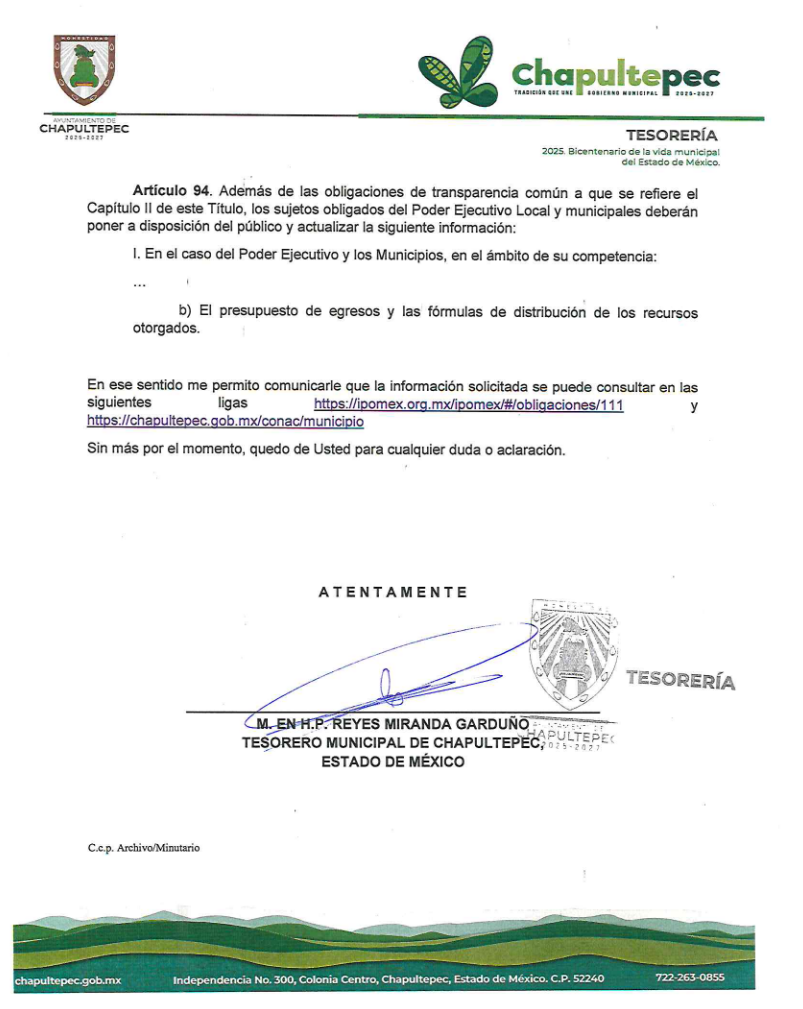 HONESTIDAD
AYUNTAMIENTO DE
CHAPULTEPEC
2025-2027
Chapultepec
TRADICIÓN QUE UNE GOBIERNO MUNICIPAL 2025-2027
TESORERÍA
2025. Bicentenario de la vida municipal
del Estado de México.
Artículo 94. Además de las obligaciones de transparencia común a que se refiere el
Capítulo II de este Título, los sujetos obligados del Poder Ejecutivo Local y municipales deberán
poner a disposición del público y actualizar la siguiente información:
I. En el caso del Poder Ejecutivo y los Municipios, en el ámbito de su competencia:
...
b) El presupuesto de egresos y las fórmulas de distribución de los recursos
otorgados.
En ese sentido me permito comunicarle que la información solicitada se puede consultar en las
siguientes ligas https://ipomex.org.mx/ipomex/#/obligaciones/111 y
https://chapultepec.gob.mx/conac/municipio
Sin más por el momento, quedo de Usted para cualquier duda o aclaración.
ATENTAMENTE
TESORERÍA
M. EN H.P. REYES MIRANDA GARDUÑO
TESORERO MUNICIPAL DE CHAPULTEPEC,
HAPULTEPEC
2025-2027
ESTADO DE MÉXICO
C.c.p. Archivo/Minutario
chapultepec.gob.mx Independencia No. 300, Colonia Centro, Chapultepec, Estado de México. C.P. 52240 722-263-0855